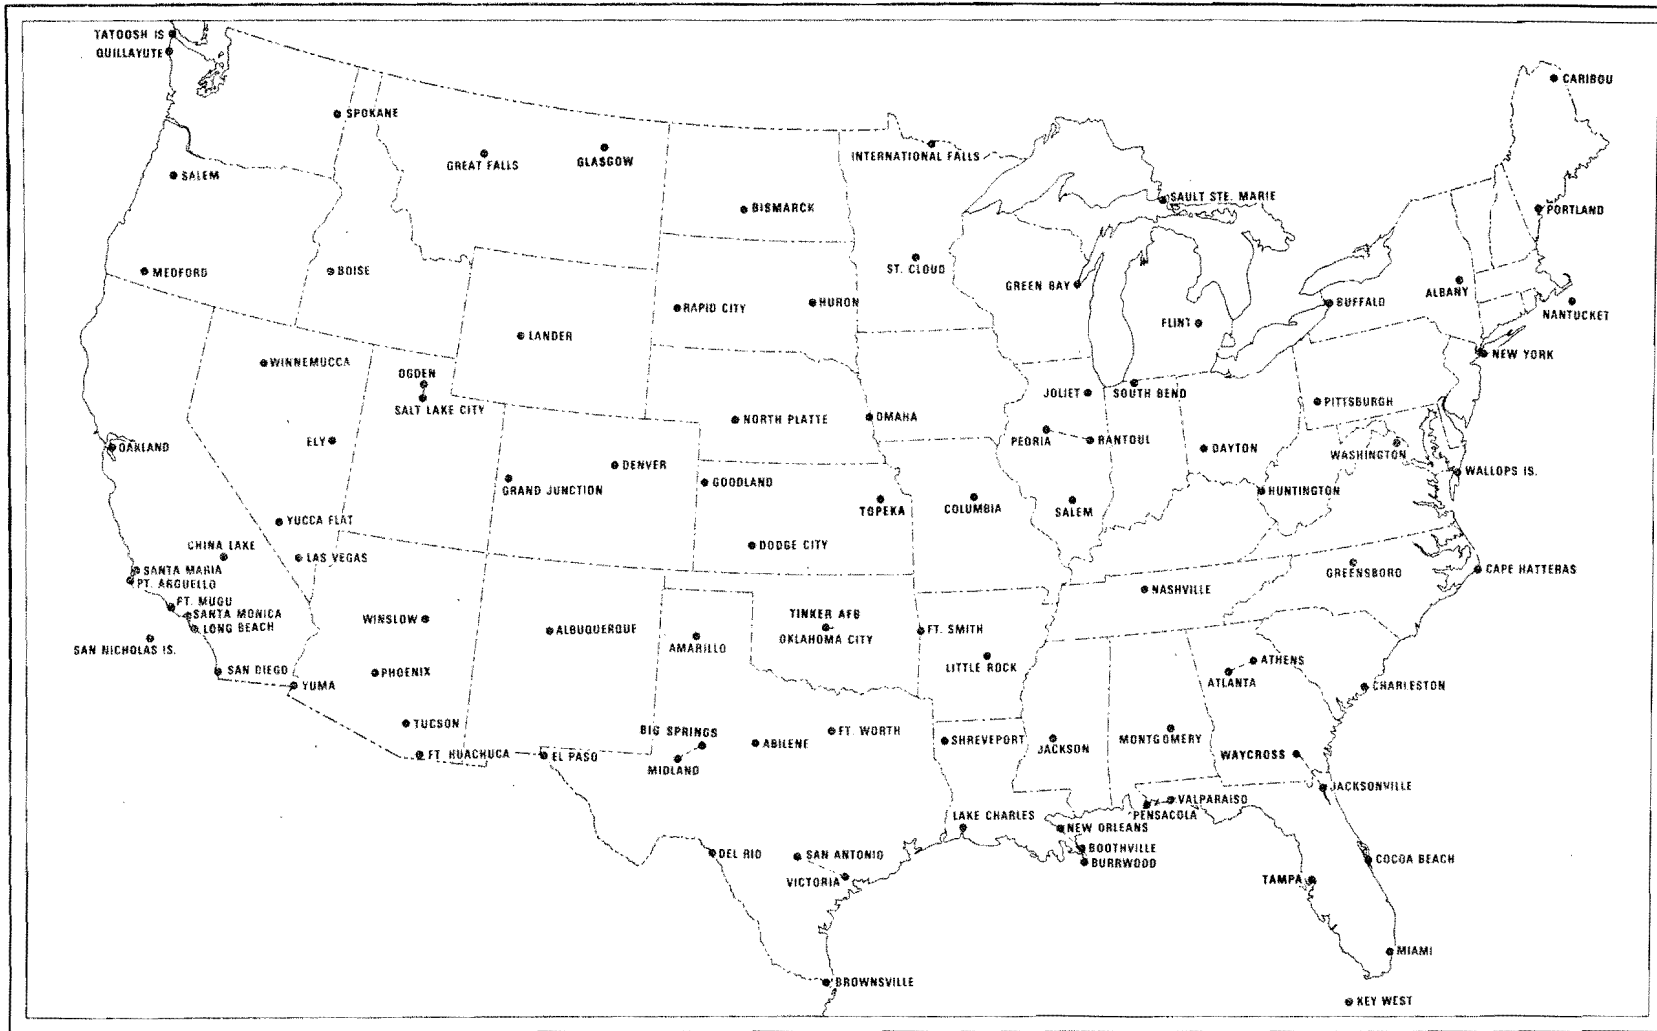 TATOOSH IS
QUILLAYUTE
CARIBOU
SPOKANE
INTERNATIONAL FALLS
GREAT FALLS
GLASGOW
SALEM
SAULT STE. MARIE
BISMARCK
PORTLAND
MEDFORD
BOISE
ST. CLOUD
GREEN BAY
ALBANY
RAPID CITY
HURON
BUFFALO
NANTUCKET
FLINT
LANDER
NEW YORK
WINNEMUCCA
OGDEN
SALT LAKE CITY
JOLIET
SOUTH BEND
PITTSBURGH
NORTH PLATTE
OMAHA
OAKLAND
ELY
PEORIA
RANTOUL
DAYTON
WASHINGTON
DENVER
WALLOPS IS.
GRAND JUNCTION
GOODLAND
HUNTINGTON
TOPEKA
COLUMBIA
SALEM
YUCCA FLAT
CHINA LAKE
LAS VEGAS
DODGE CITY
SANTA MARIA
PT. ARGUELLO
GREENSBORO
CAPE HATTERAS
NASHVILLE
PT. MUGU
SANTA MONICA
LONG BEACH
WINSLOW
TINKER AFB
OKLAHOMA CITY
ALBUQUERQUE
FT. SMITH
SAN NICHOLAS IS.
AMARILLO
LITTLE ROCK
ATHENS
SAN DIEGO
YUMA
PHOENIX
ATLANTA
CHARLESTON
TUCSON
BIG SPRINGS
FT. WORTH
FT. HUACHUCA
EL PASO
ABILENE
SHREVEPORT
JACKSON
MONTGOMERY
WAYCROSS
MIDLAND
JACKSONVILLE
VALPARAISO
PENSACOLA
LAKE CHARLES
NEW ORLEANS
BOOTHVILLE
BURRWOOD
DEL RIO
SAN ANTONIO
VICTORIA
COCOA BEACH
TAMPA
MIAMI
BROWNSVILLE
KEY WEST